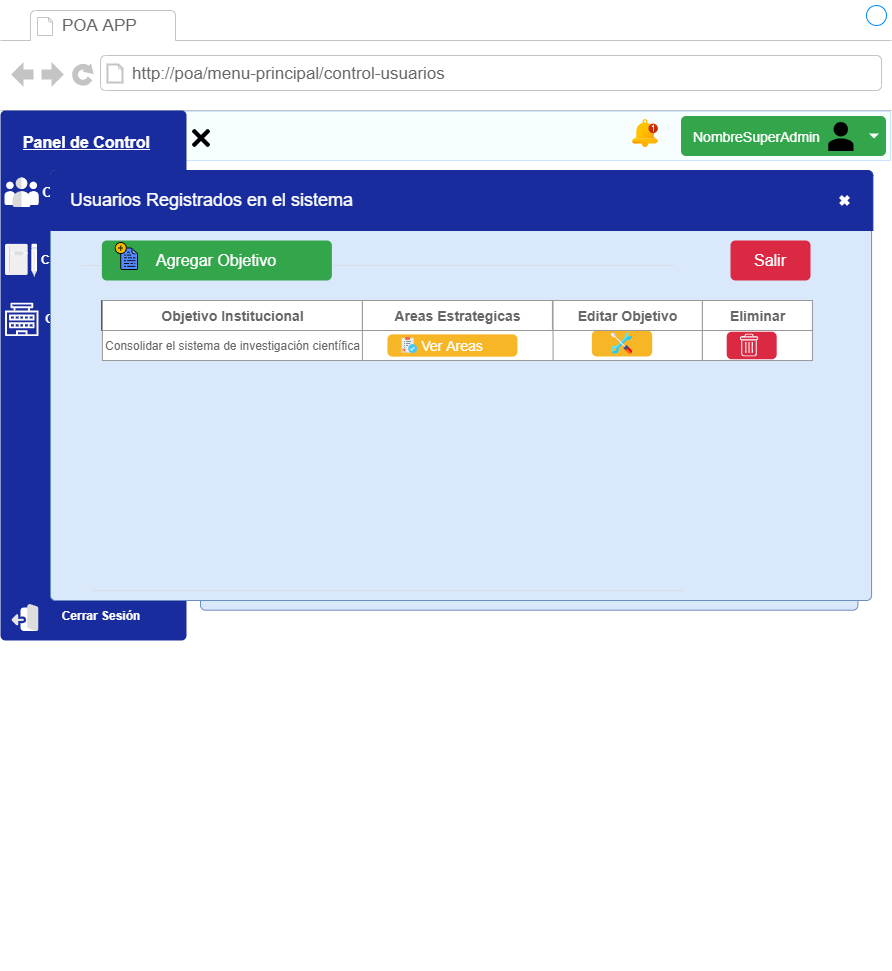 POA APP
http://poa/menu-principal/control-usuarios
Panel de Control
1
NombreSuperAdmin
C
Usuarios Registrados en el sistema
C
Agregar Objetivo
Salir
Objetivo Institucional Areas Estrategicas Editar Objetivo Eliminar
Consolidar el sistema de investigación científica Ver Areas
Cerrar Sesión